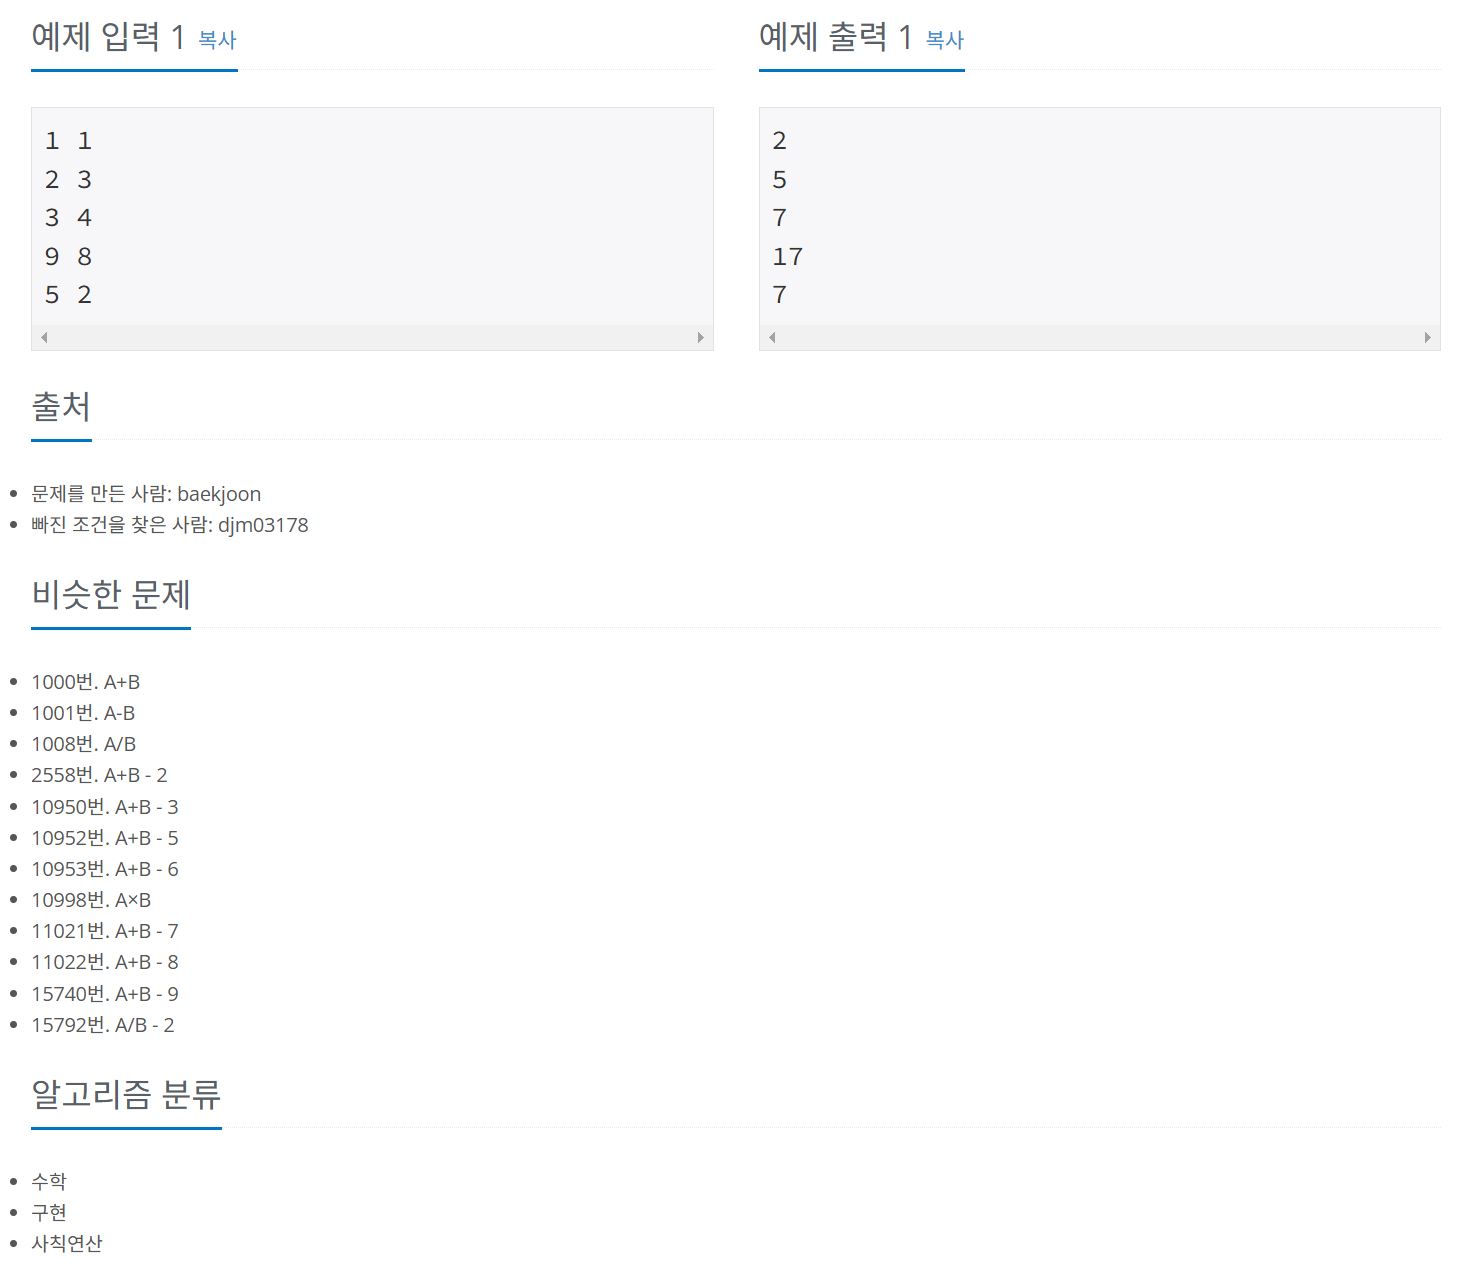 예제 입력 1 복사
1 1
2 3
3 4
9 8
5 2
예제 출력 1 복사
2
5
7
17
7
출처
문제를 만든 사람: baekjoon
빠진 조건을 찾은 사람: djm03178
비슷한 문제
1000번. A+B
1001번. A-B
1008번. A/B
2558번. A+B - 2
10950번. A+B - 3
10952번. A+B - 5
10953번. A+B - 6
10998번. A×B
11021번. A+B - 7
11022번. A+B - 8
15740번. A+B - 9
15792번. A/B - 2
알고리즘 분류
수학
구현
사칙연산